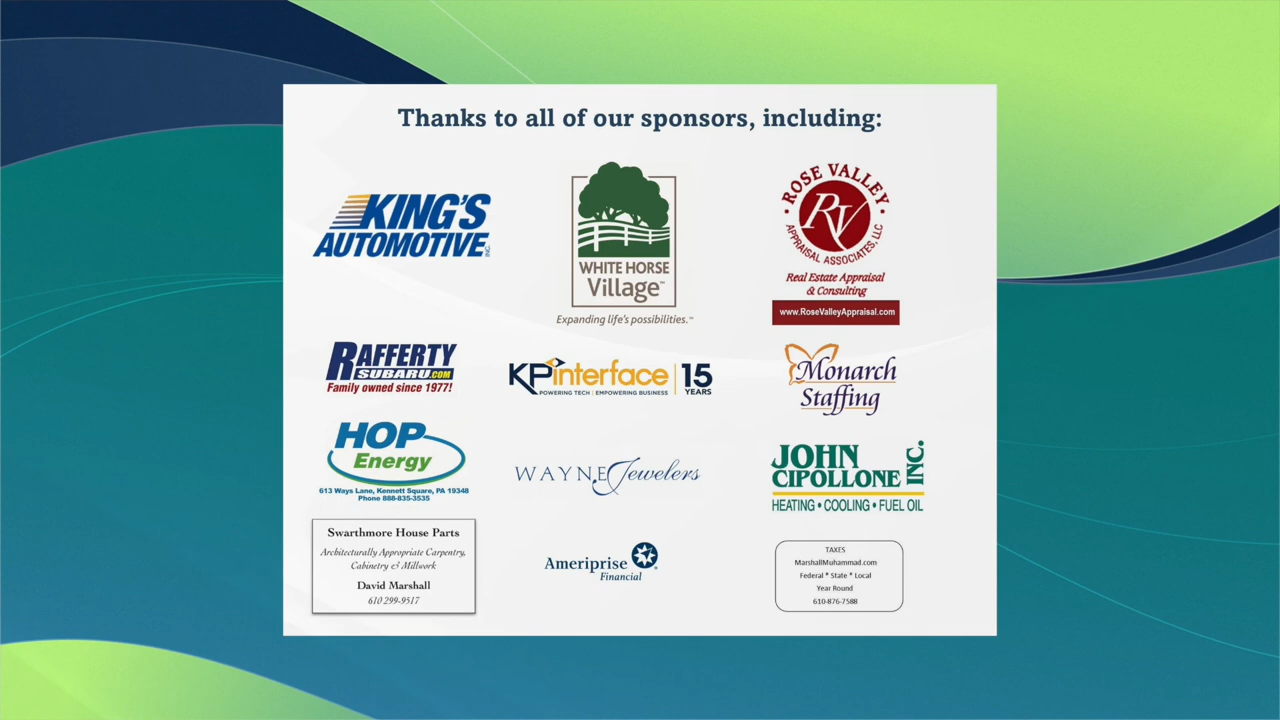 Thanks to all of our sponsors, including:
KING'S
AUTOMOTIVE INC.
WHITE HORSE
Village™
Expanding life's possibilities.™
ROSE VALLEY
RV
APPRAISAL ASSOCIATES, LLC
Real Estate Appraisal
& Consulting
www.RoseValleyAppraisal.com
RAFFERTY
SUBARU.COM
Family owned since 1977!
KPinterface 15
POWERING TECH | EMPOWERING BUSINESS YEARS
Monarch
Staffing
HOP
Energy
613 Ways Lane, Kennett Square, PA 19348
Phone 888-835-3535
WAYNE Jewelers
JOHN
CIPOLLONE INC.
HEATING • COOLING • FUEL OIL
Swarthmore House Parts
Architecturally Appropriate Carpentry,
Cabinetry & Millwork
David Marshall
610 299-9517
Ameriprise
Financial
TAXES
MarshallMuhammad.com
Federal * State * Local
Year Round
610-876-7588